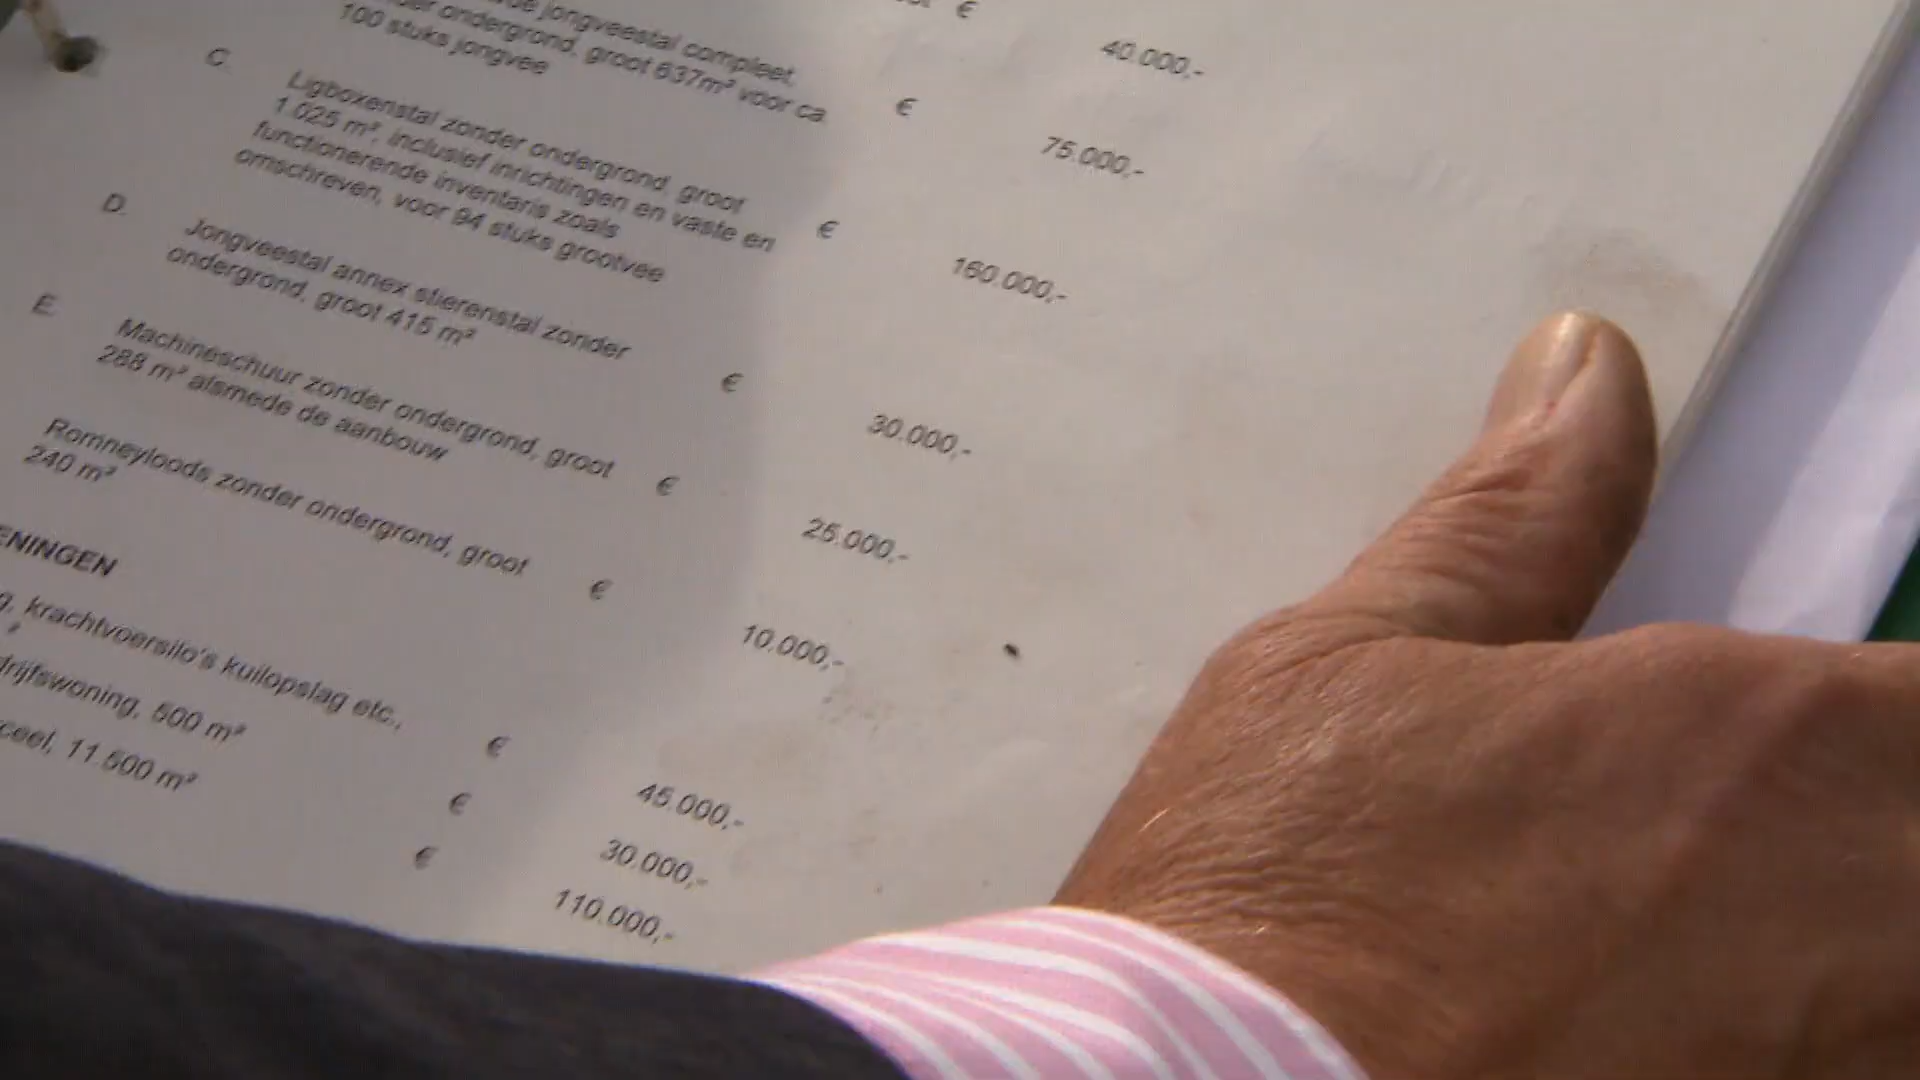 € 40.000,-
jongveestal compleet,
ondergrond, groot 637m² voor ca
100 stuks jongvee € 75.000,-
C. Ligboxenstal zonder ondergrond, groot
1.025 m², inclusief inrichtingen en vaste en
functionerende inventaris zoals
omschreven, voor 94 stuks grootvee € 160.000,-
D. Jongveestal annex stierenstal zonder
ondergrond, groot 415 m² € 30.000,-
E. Machineschuur zonder ondergrond, groot
288 m² alsmede de aanbouw € 25.000,-
Romneyloods zonder ondergrond, groot
240 m² € 10.000,-
ENINGEN
g, krachtvoersilo's kuilopslag etc., € 45.000,-
drijfswoning, 500 m² € 30.000,-
ceel, 11.500 m² € 110.000,-